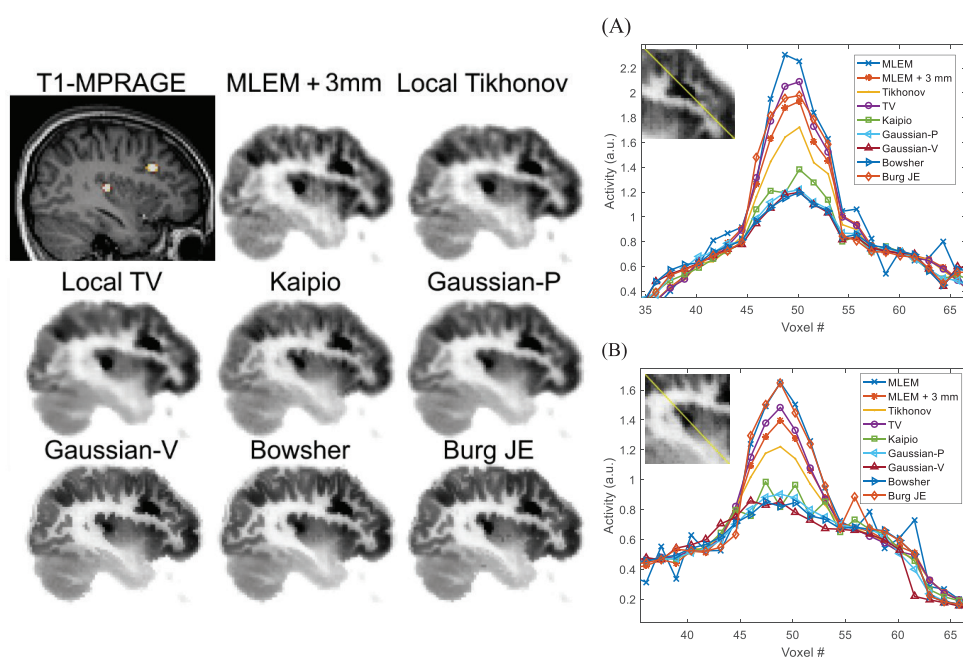 T1-MPRAGE
MLEM + 3mm
Local Tikhonov
Local TV
Kaipio
Gaussian-P
Gaussian-V
Bowsher
Burg JE
(A)
Activity (a.u.)
2.2
2
1.8
1.6
1.4
1.2
1
0.8
0.6
0.4
MLEM
MLEM + 3 mm
Tikhonov
TV
Kaipio
Gaussian-P
Gaussian-V
Bowsher
Burg JE
35 40 45 50 55 60 65
Voxel #
(B)
Activity (a.u.)
1.6
1.4
1.2
1
0.8
0.6
0.4
0.2
MLEM
MLEM + 3 mm
Tikhonov
TV
Kaipio
Gaussian-P
Gaussian-V
Bowsher
Burg JE
40 45 50 55 60 65
Voxel #